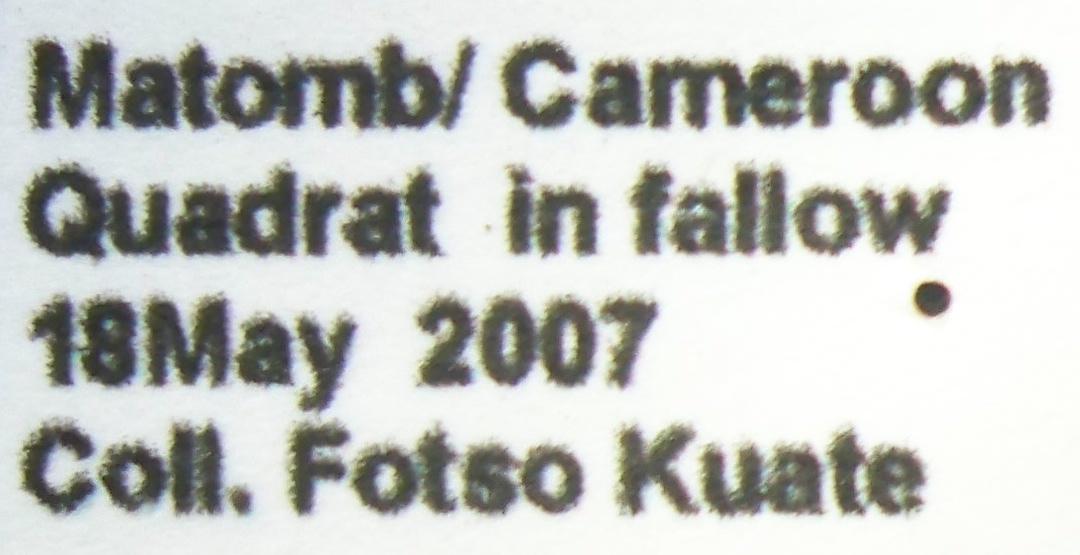 Matomb/ Cameroon
Quadrat in fallow
18May 2007
Coll. Fotso Kuate